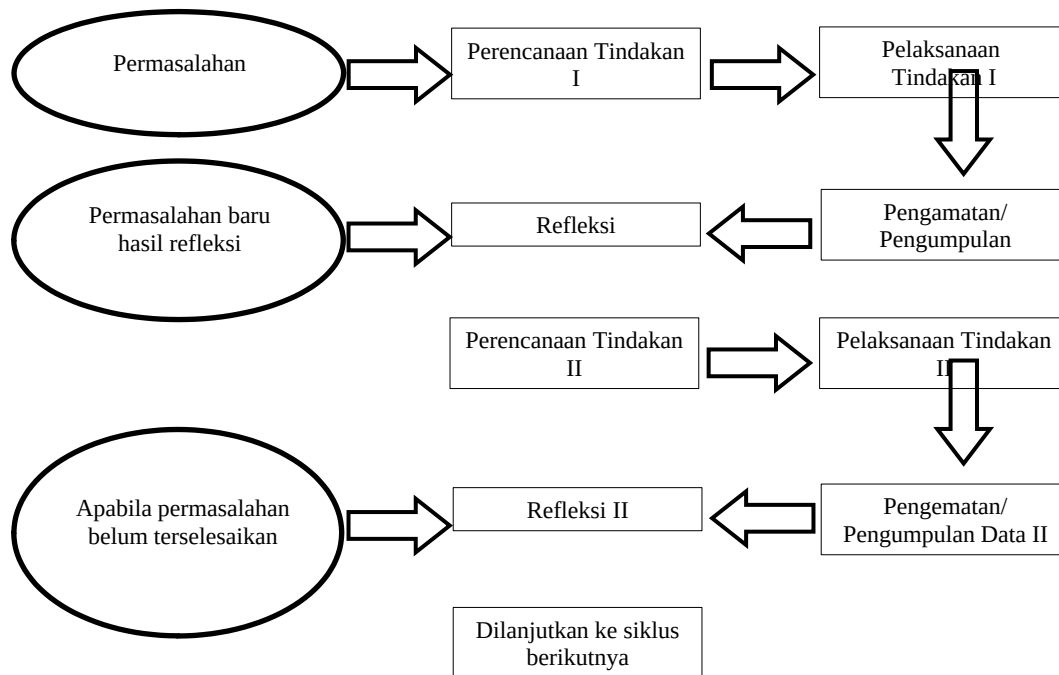 Permasalahan
Perencanaan Tindakan
I
Pelaksanaan
Tindakan I
Permasalahan baru
hasil refleksi
Refleksi
Pengamatan/
Pengumpulan
Perencanaan Tindakan
II
Pelaksanaan Tindakan
II
Apabila permasalahan
belum terselesaikan
Refleksi II
Pengematan/
Pengumpulan Data II
Dilanjutkan ke siklus
berikutnya